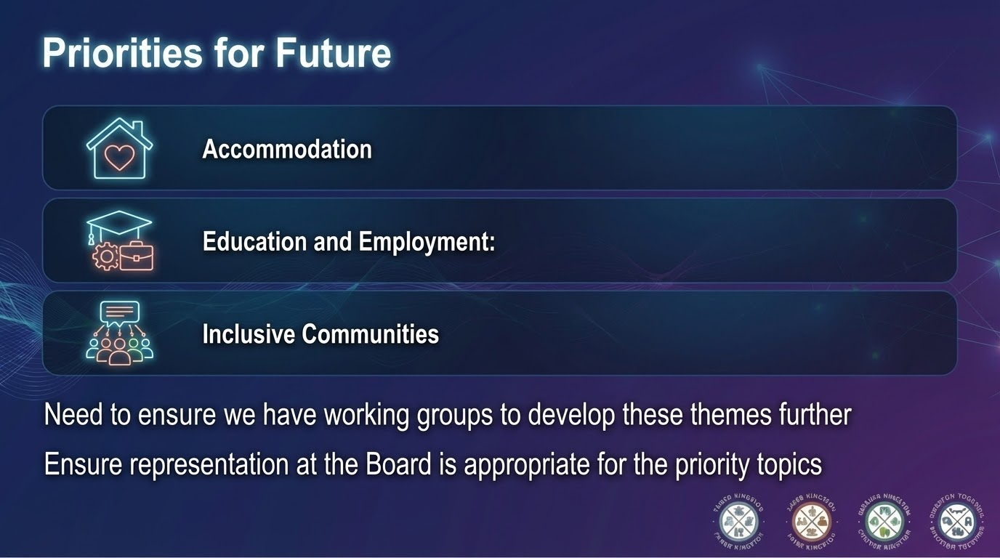 Priorities for Future
Accommodation
Education and Employment:
Inclusive Communities
Need to ensure we have working groups to develop these themes further
Ensure representation at the Board is appropriate for the priority topics